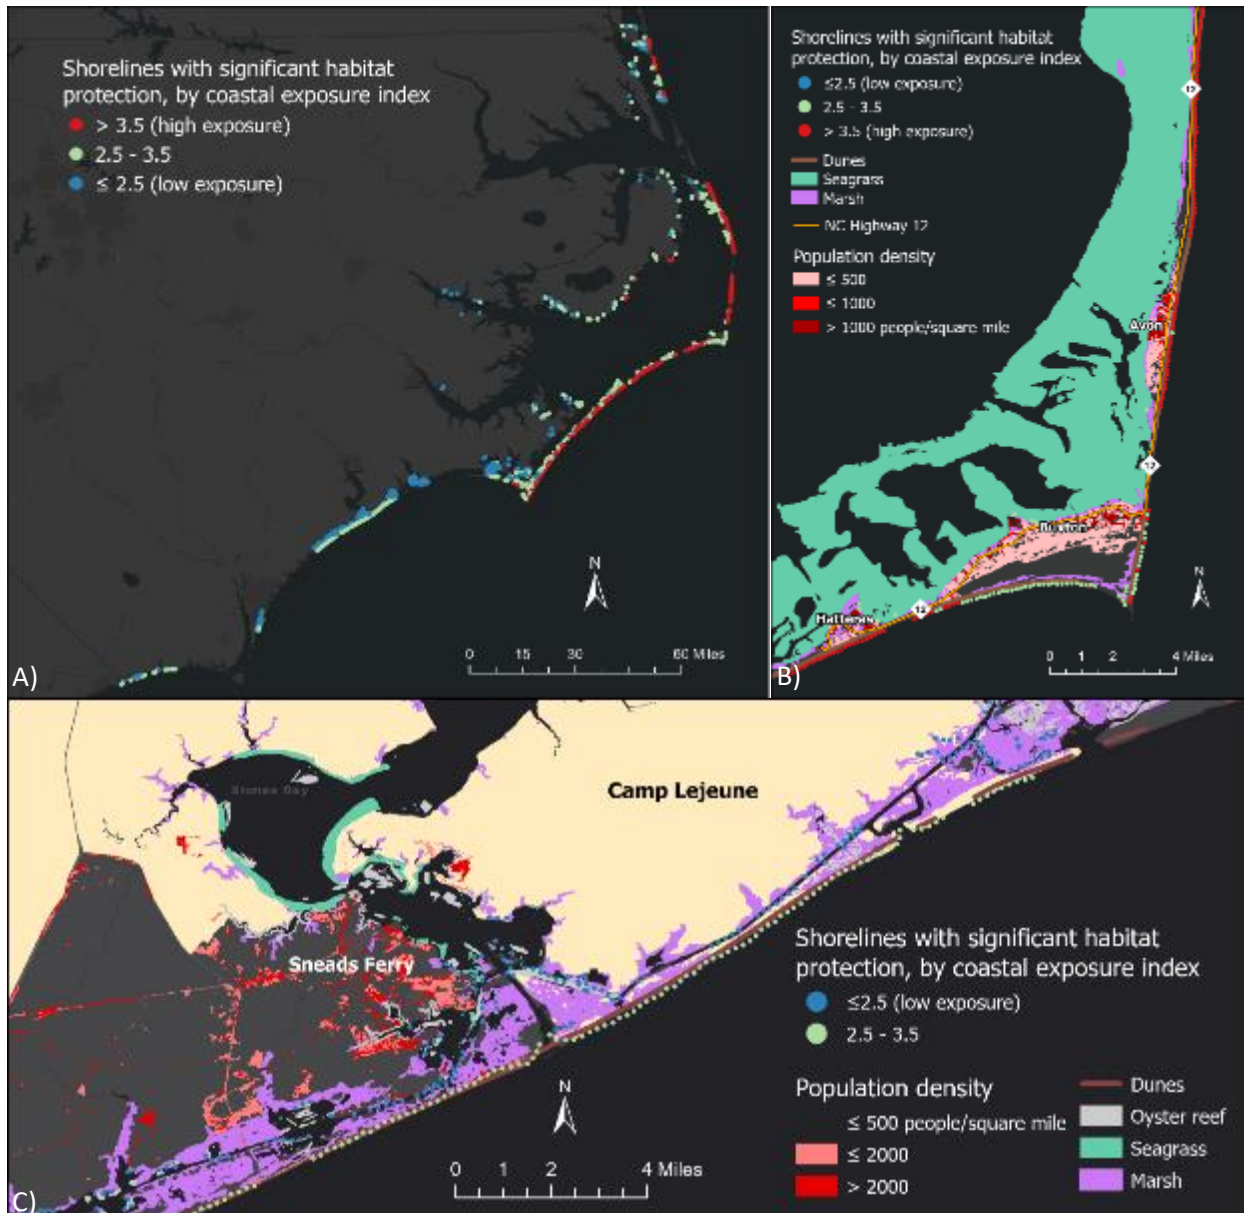 Shorelines with significant habitat
protection, by coastal exposure index
> 3.5 (high exposure)
2.5 - 3.5
≤ 2.5 (low exposure)
N
0 15 30 60 Miles
A)
Shorelines with significant habitat
protection, by coastal exposure index
≤2.5 (low exposure)
2.5 - 3.5
> 3.5 (high exposure)
Dunes
Seagrass
Marsh
NC Highway 12
Population density
≤ 500
≤ 1000
> 1000 people/square mile
12
Avon
12
Buxton
12
Hatteras
N
0 1 2 4 Miles
B)
Stones Bay
Camp Lejeune
Sneads Ferry
Shorelines with significant habitat
protection, by coastal exposure index
≤2.5 (low exposure)
2.5 - 3.5
Population density
≤ 500 people/square mile
≤ 2000
> 2000
Dunes
Oyster reef
Seagrass
Marsh
N
0 1 2 4 Miles
C)